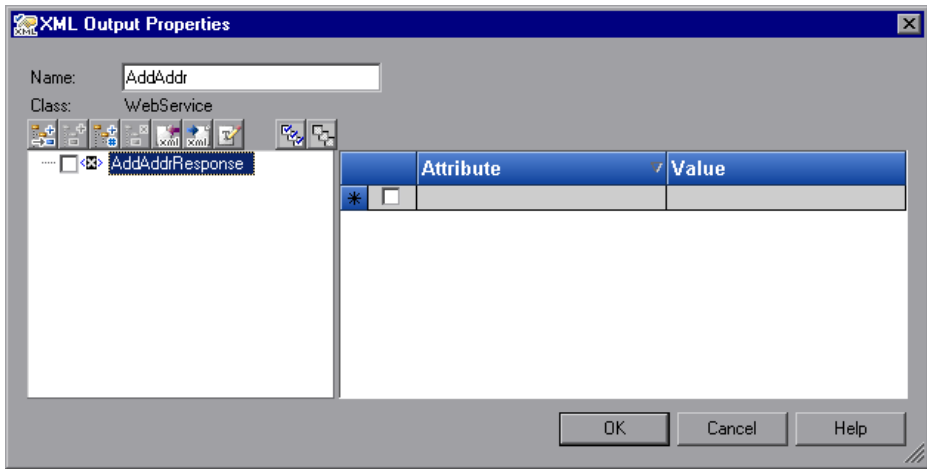 XML Output Properties
Name: AddAddr
Class: WebService
AddAddrResponse
Attribute Value
OK Cancel Help